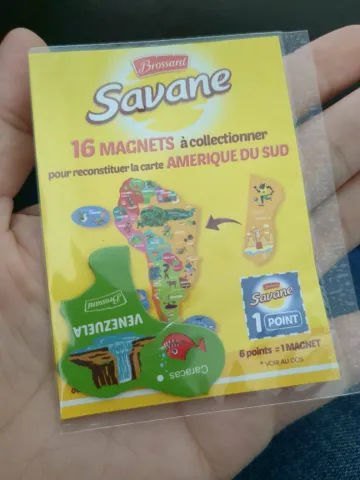 Brossard
Savane
16 MAGNETS à collectionner
pour reconstituer la carte AMERIQUE DU SUD
Brossard
VENEZUELA
Caracas
Brossard
Savane
1 POINT
6 points = 1 MAGNET
* VOIR AU DOS